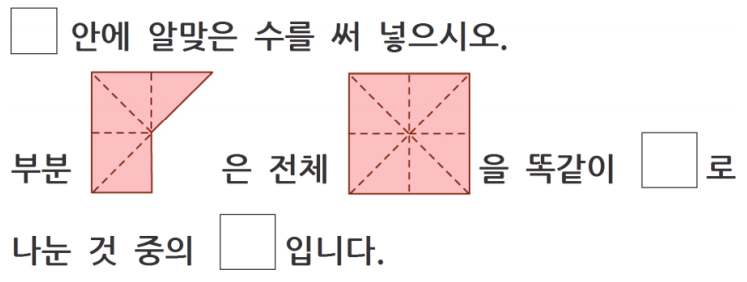 안에 알맞은 수를 써 넣으시오.
부분 은 전체 을 똑같이 로
나눈 것 중의 입니다.